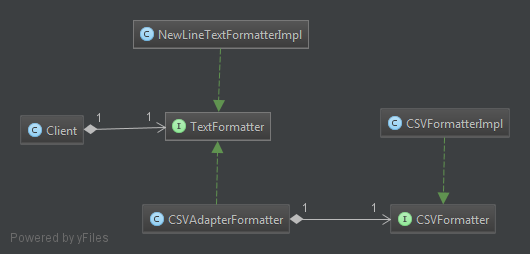 C NewLineTextFormatterImpl
C Client
1
1
I TextFormatter
C CSVFormatterImpl
C CSVAdapterFormatter
1
1
I CSVFormatter
Powered by yFiles